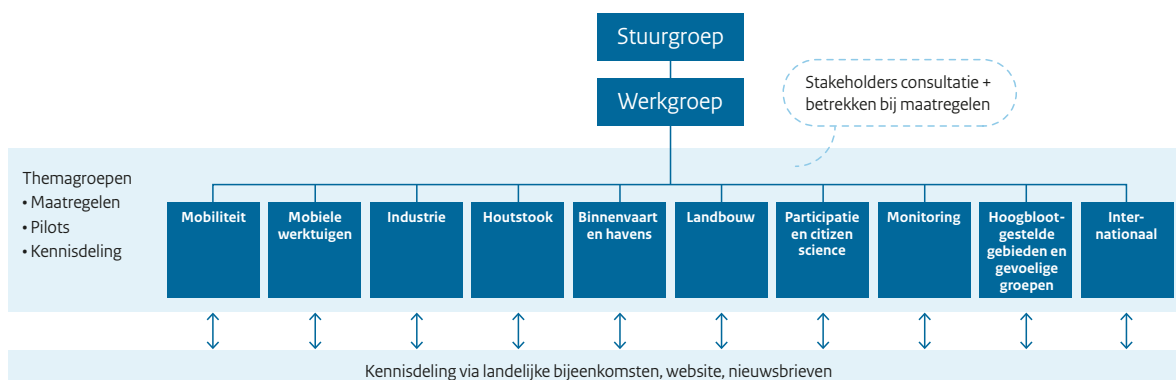 Stuurgroep
Werkgroep
Stakeholders consultatie +
betrekken bij maatregelen
Themagroepen
• Maatregelen
• Pilots
• Kennisdeling
Mobiliteit
Mobiele
werktuigen
Industrie
Houtstook
Binnenvaart
en havens
Landbouw
Participatie
en citizen
science
Monitoring
Hoogbloot-
gestelde
gebieden en
gevoelige
groepen
Inter-
nationaal
Kennisdeling via landelijke bijeenkomsten, website, nieuwsbrieven